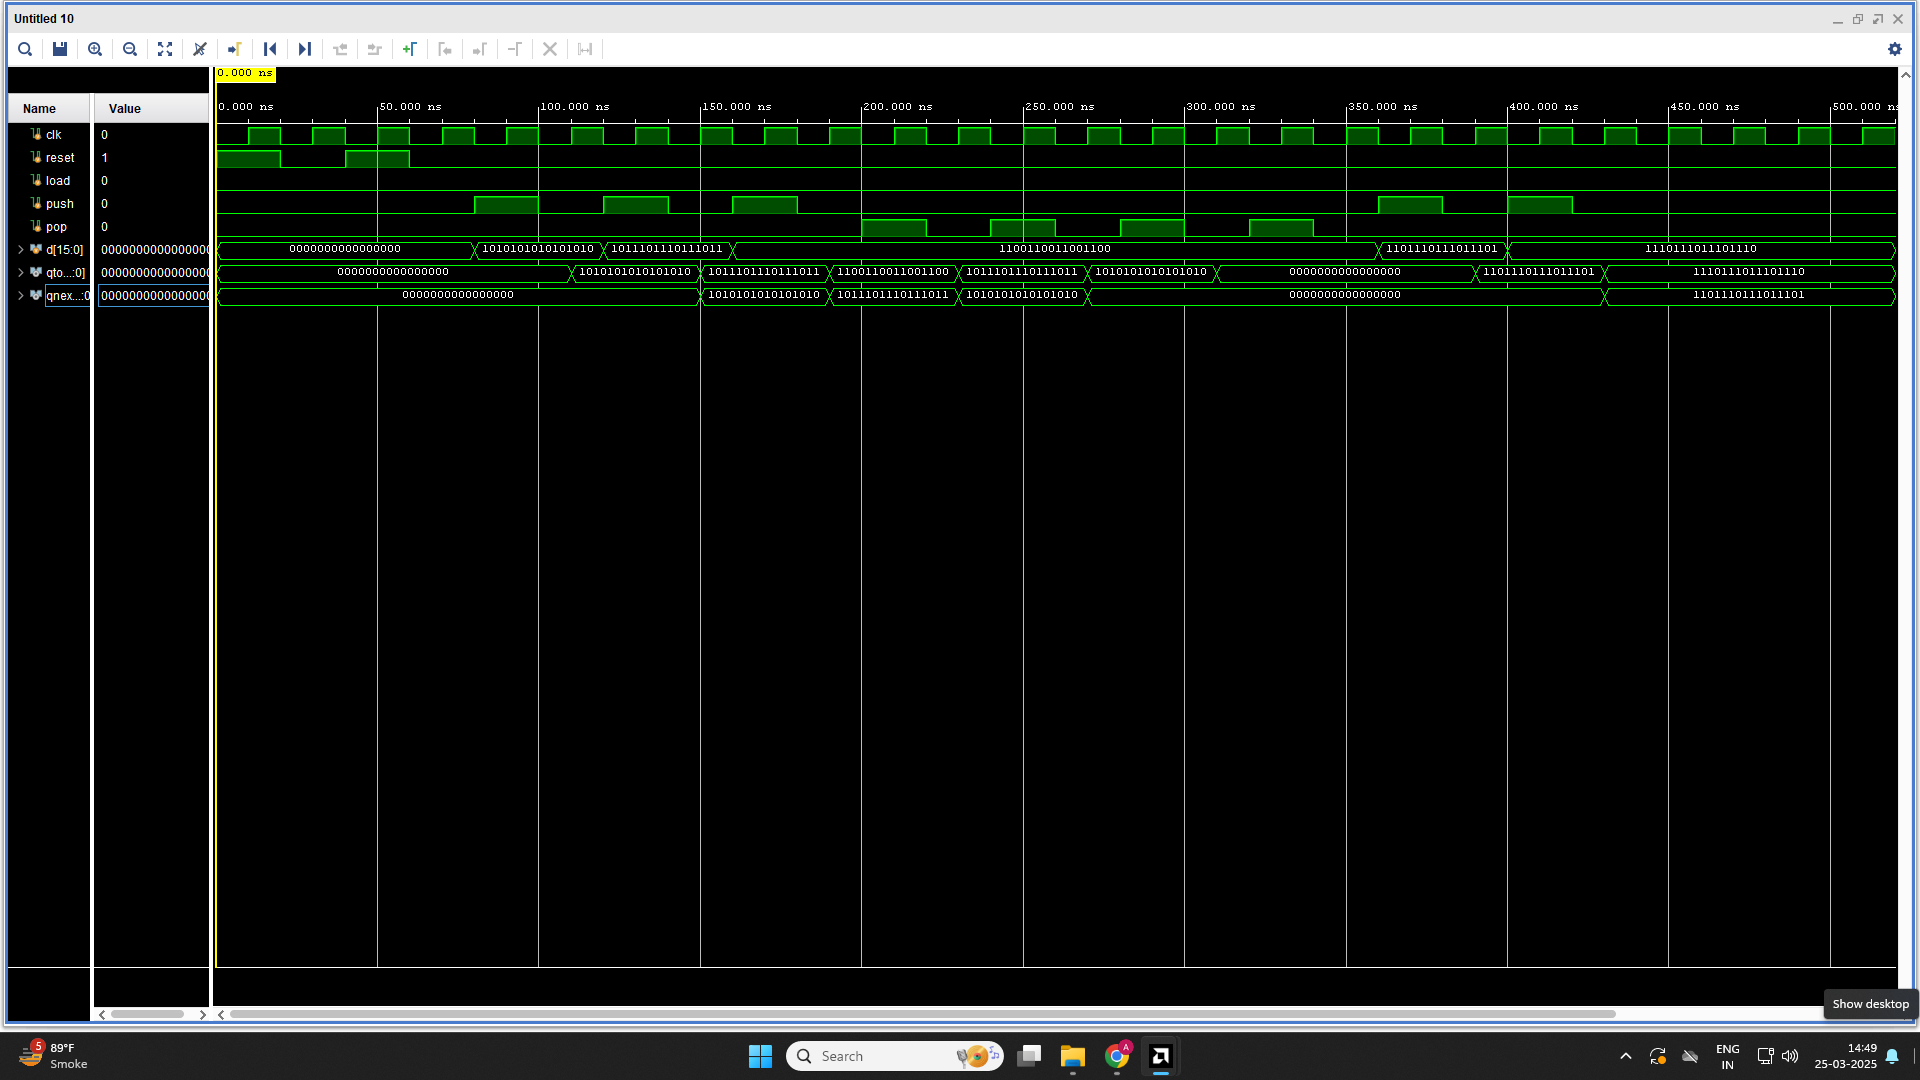 Untitled 10
0.000 ns
Name Value
0.000 ns 50.000 ns 100.000 ns 150.000 ns 200.000 ns 250.000 ns 300.000 ns 350.000 ns 400.000 ns 450.000 ns 500.000 ns
clk 0
reset 1
load 0
push 0
pop 0
d[15:0] 0000000000000000 0000000000000000 1010101010101010 1011101110111011 1100110011001100 1101110111011101 1110111011101110
qto...:0] 0000000000000000 0000000000000000 1010101010101010 1011101110111011 1100110011001100 1011101110111011 1010101010101010 0000000000000000 1101110111011101 1110111011101110
qnex...:0 0000000000000000 0000000000000000 1010101010101010 1011101110111011 1010101010101010 0000000000000000 1101110111011101
Show desktop
5
89°F
Smoke
Search
A
ENG
IN
14:49
25-03-2025